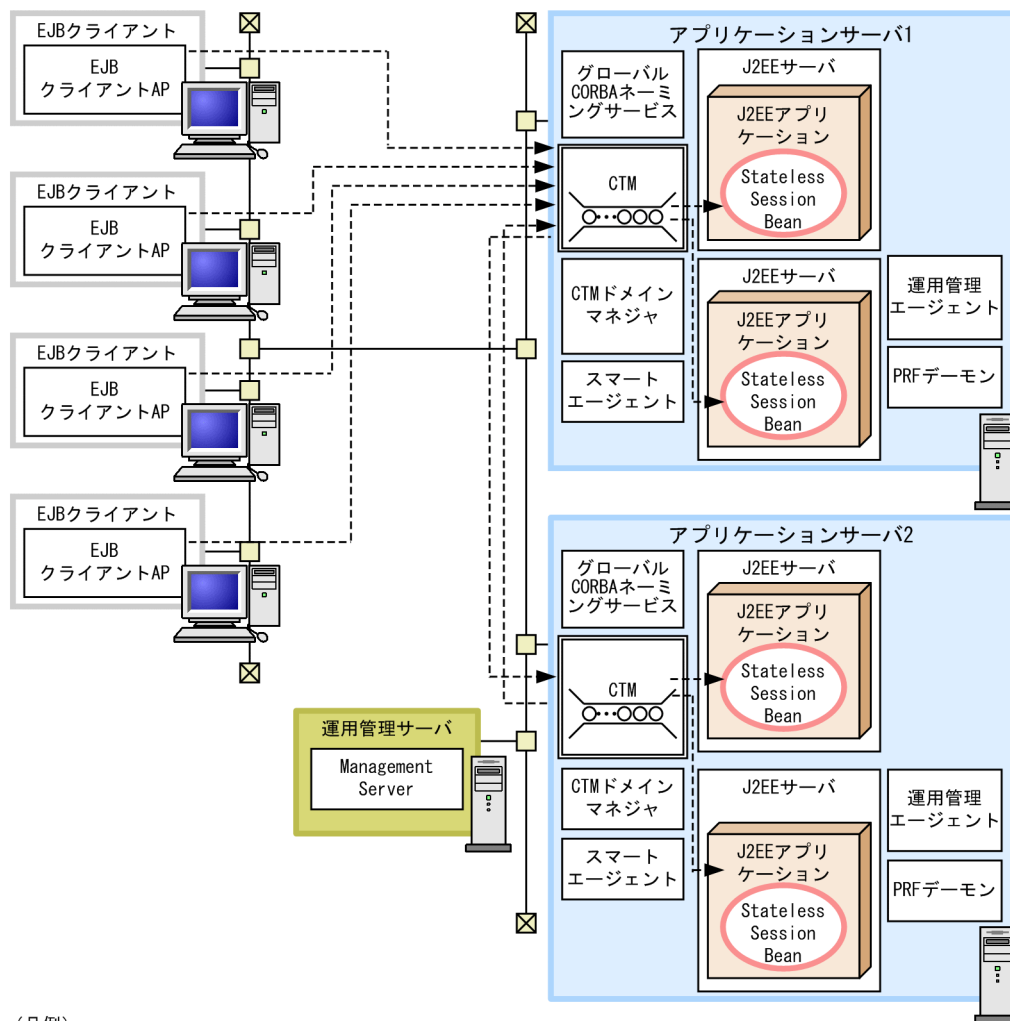 EJBクライアント
EJB
クライアントAP
EJBクライアント
EJB
クライアントAP
EJBクライアント
EJB
クライアントAP
EJBクライアント
EJB
クライアントAP
運用管理サーバ
Management
Server
アプリケーションサーバ1
グローバル
CORBAネーミ
ングサービス
CTM
CTMドメイン
マネジャ
スマート
エージェント
J2EEサーバ
J2EEアプリ
ケーション
Stateless
Session
Bean
J2EEサーバ
J2EEアプリ
ケーション
Stateless
Session
Bean
運用管理
エージェント
PRFデーモン
アプリケーションサーバ2
グローバル
CORBAネーミ
ングサービス
CTM
CTMドメイン
マネジャ
スマート
エージェント
J2EEサーバ
J2EEアプリ
ケーション
Stateless
Session
Bean
J2EEサーバ
J2EEアプリ
ケーション
Stateless
Session
Bean
運用管理
エージェント
PRFデーモン